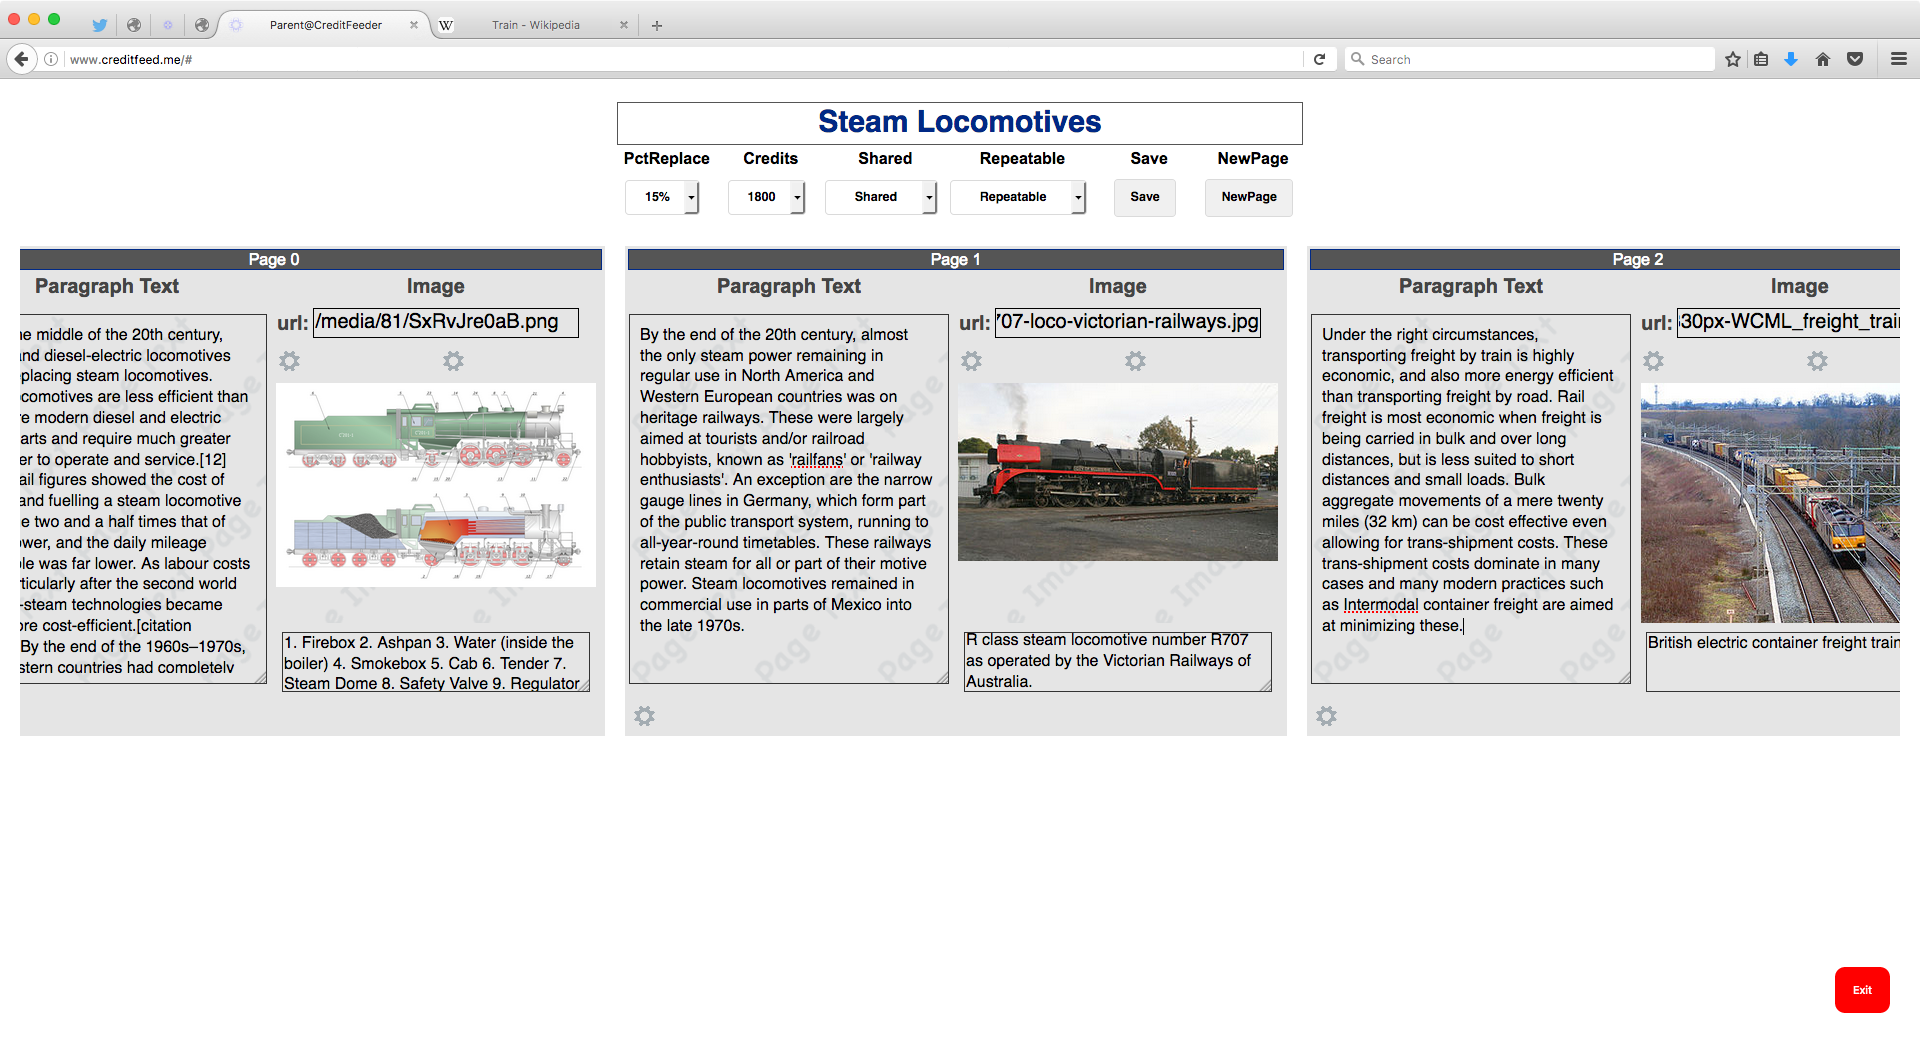 Parent@CreditFeeder
Train - Wikipedia
www.creditfeed.me/#
Search
Steam Locomotives
PctReplace Credits Shared Repeatable Save NewPage
15% 1800 Shared Repeatable Save NewPage
Page 0
Paragraph Text
Image
url: /media/81/SxRvJre0aB.png
e middle of the 20th century,
nd diesel-electric locomotives
placing steam locomotives.
comotives are less efficient than
e modern diesel and electric
arts and require much greater
er to operate and service.[12]
ail figures showed the cost of
and fuelling a steam locomotive
e two and a half times that of
ower, and the daily mileage
le was far lower. As labour costs
rticularly after the second world
-steam technologies became
ore cost-efficient.[citation
By the end of the 1960s–1970s,
stern countries had completely
1. Firebox 2. Ashpan 3. Water (inside the
boiler) 4. Smokebox 5. Cab 6. Tender 7.
Steam Dome 8. Safety Valve 9. Regulator
Page 1
Paragraph Text
Image
url: 707-loco-victorian-railways.jpg
By the end of the 20th century, almost
the only steam power remaining in
regular use in North America and
Western European countries was on
heritage railways. These were largely
aimed at tourists and/or railroad
hobbyists, known as 'railfans' or 'railway
enthusiasts'. An exception are the narrow
gauge lines in Germany, which form part
of the public transport system, running to
all-year-round timetables. These railways
retain steam for all or part of their motive
power. Steam locomotives remained in
commercial use in parts of Mexico into
the late 1970s.
R class steam locomotive number R707
as operated by the Victorian Railways of
Australia.
Page 2
Paragraph Text
Image
url: 330px-WCML_freight_trai
Under the right circumstances,
transporting freight by train is highly
economic, and also more energy efficient
than transporting freight by road. Rail
freight is most economic when freight is
being carried in bulk and over long
distances, but is less suited to short
distances and small loads. Bulk
aggregate movements of a mere twenty
miles (32 km) can be cost effective even
allowing for trans-shipment costs. These
trans-shipment costs dominate in many
cases and many modern practices such
as Intermodal container freight are aimed
at minimizing these.
British electric container freight train
Exit